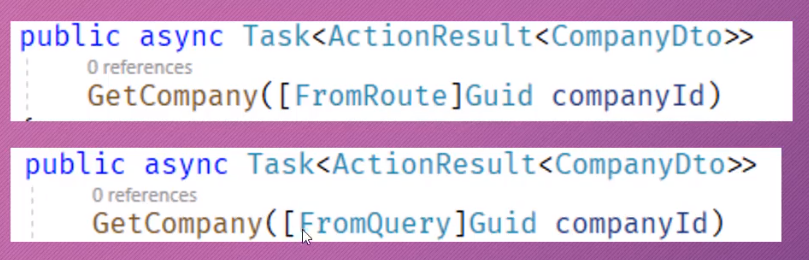 public async Task<ActionResult<CompanyDto>>
0 references
GetCompany([FromRoute]Guid companyId)
public async Task<ActionResult<CompanyDto>>
0 references
GetCompany([FromQuery]Guid companyId)